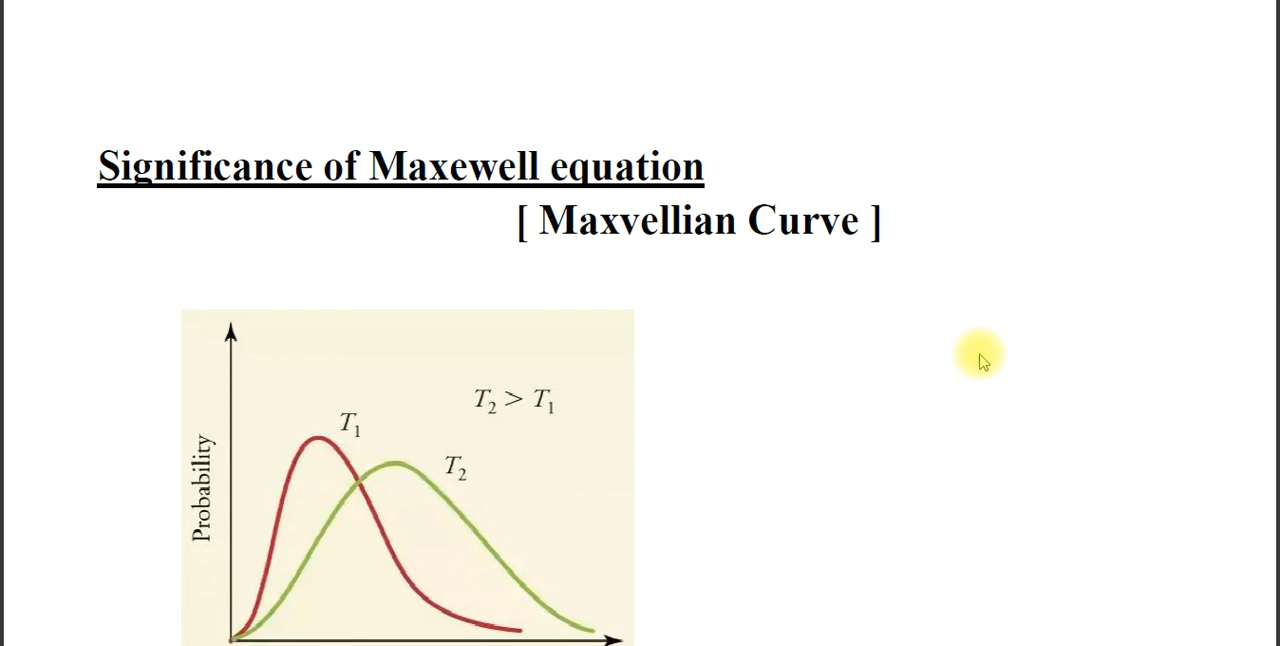 Significance of Maxewell equation
[ Maxvellian Curve ]
T₂ > T₁
T₁
T₂
Probability